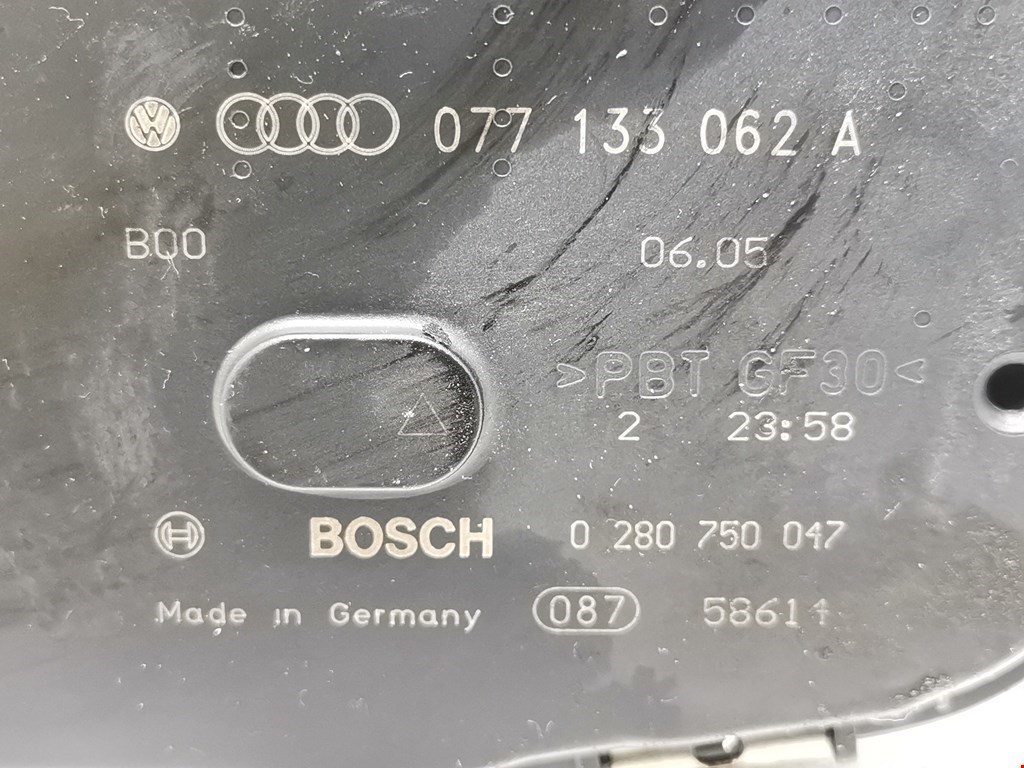 077 133 062 A
B00 06.05
>PBT GF30<
2 23:58
BOSCH 0 280 750 047
Made in Germany 087 58614